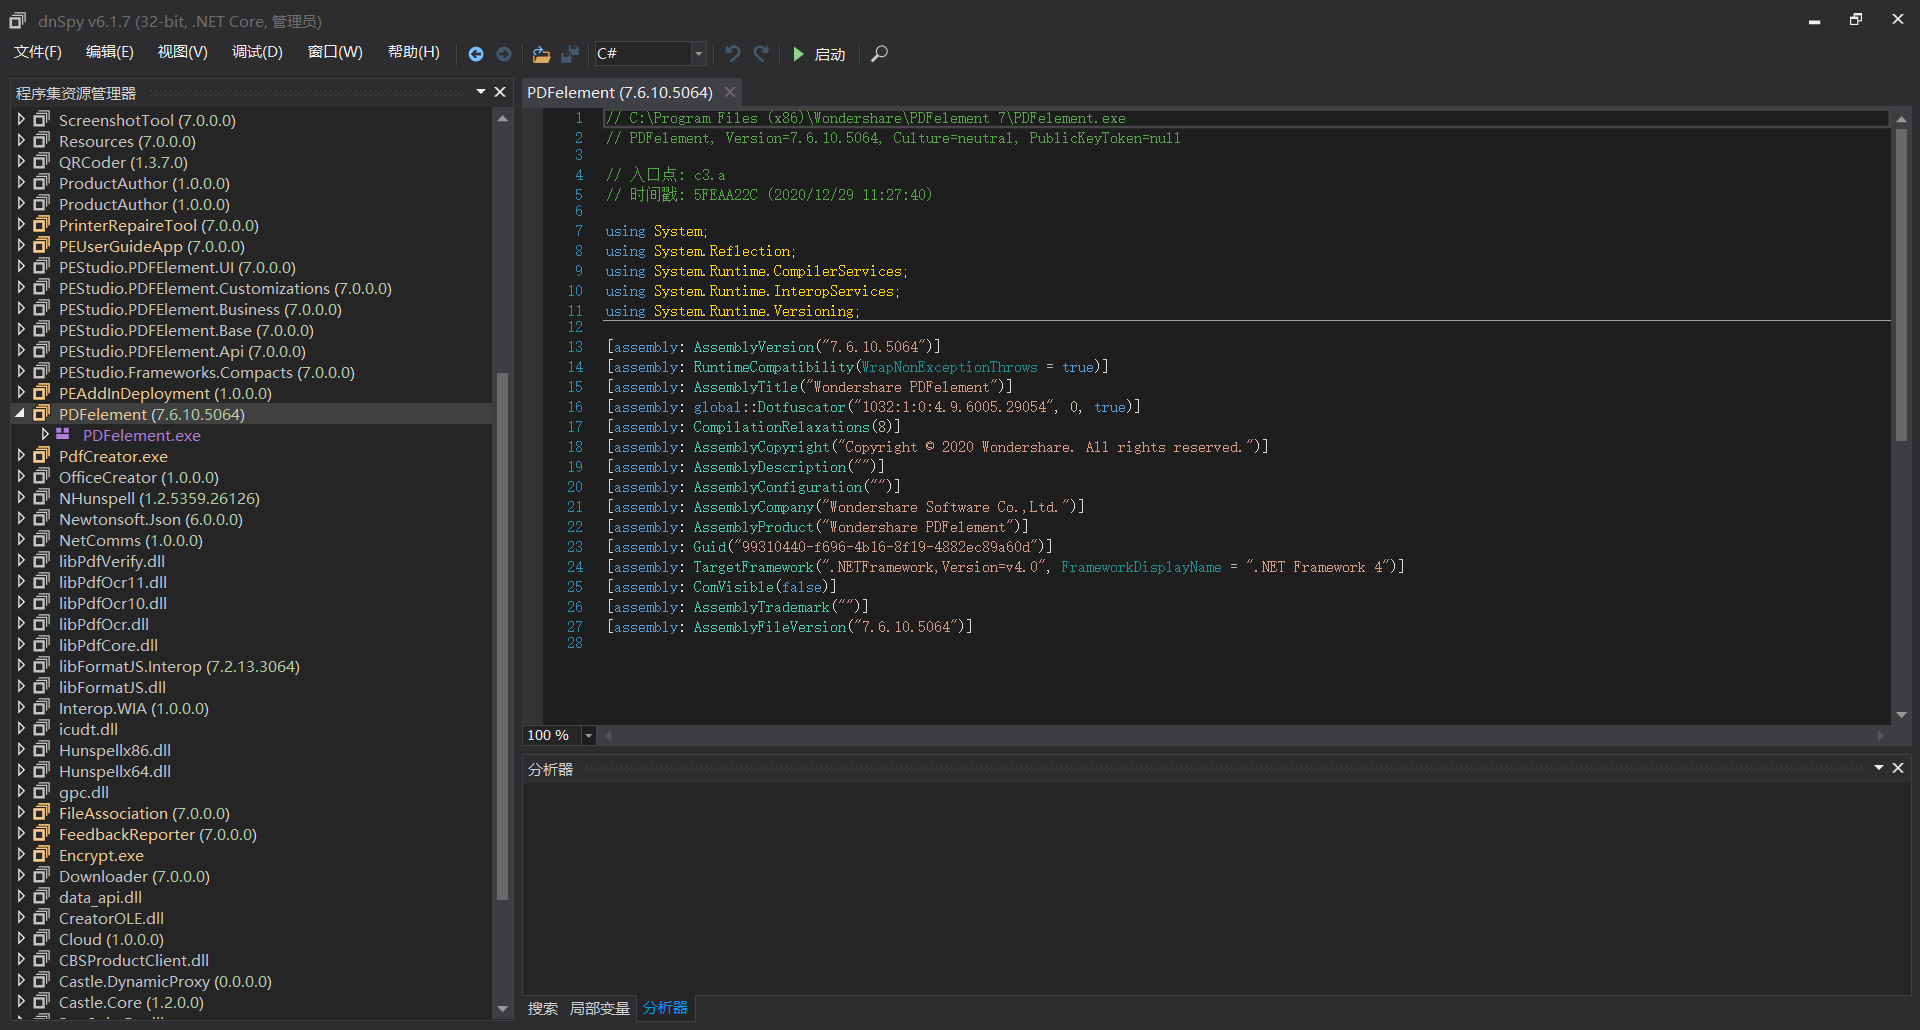 dnSpy v6.1.7 (32-bit, .NET Core, 管理员)
文件(F) 编辑(E) 视图(V) 调试(D) 窗口(W) 帮助(H) C# 启动
程序集资源管理器
ScreenshotTool (7.0.0.0)
Resources (7.0.0.0)
QRCoder (1.3.7.0)
ProductAuthor (1.0.0.0)
ProductAuthor (1.0.0.0)
PrinterRepaireTool (7.0.0.0)
PEUserGuideApp (7.0.0.0)
PEStudio.PDFElement.UI (7.0.0.0)
PEStudio.PDFElement.Customizations (7.0.0.0)
PEStudio.PDFElement.Business (7.0.0.0)
PEStudio.PDFElement.Base (7.0.0.0)
PEStudio.PDFElement.Api (7.0.0.0)
PEStudio.Frameworks.Compacts (7.0.0.0)
PEAddInDeployment (1.0.0.0)
PDFelement (7.6.10.5064)
PDFelement.exe
PdfCreator.exe
OfficeCreator (1.0.0.0)
NHunspell (1.2.5359.26126)
Newtonsoft.Json (6.0.0.0)
NetComms (1.0.0.0)
libPdfVerify.dll
libPdfOcr11.dll
libPdfOcr10.dll
libPdfOcr.dll
libPdfCore.dll
libFormatJS.Interop (7.2.13.3064)
libFormatJS.dll
Interop.WIA (1.0.0.0)
icudt.dll
Hunspellx86.dll
Hunspellx64.dll
gpc.dll
FileAssociation (7.0.0.0)
FeedbackReporter (7.0.0.0)
Encrypt.exe
Downloader (7.0.0.0)
data_api.dll
CreatorOLE.dll
Cloud (1.0.0.0)
CBSProductClient.dll
Castle.DynamicProxy (0.0.0.0)
Castle.Core (1.2.0.0)
PDFelement (7.6.10.5064)
1 // C:\Program Files (x86)\Wondershare\PDFelement 7\PDFelement.exe
2 // PDFelement, Version=7.6.10.5064, Culture=neutral, PublicKeyToken=null
3
4 // 入口点: c3.a
5 // 时间戳: 5FEAA22C (2020/12/29 11:27:40)
6
7 using System;
8 using System.Reflection;
9 using System.Runtime.CompilerServices;
10 using System.Runtime.InteropServices;
11 using System.Runtime.Versioning;
12
13 [assembly: AssemblyVersion("7.6.10.5064")]
14 [assembly: RuntimeCompatibility(WrapNonExceptionThrows = true)]
15 [assembly: AssemblyTitle("Wondershare PDFelement")]
16 [assembly: global::Dotfuscator("1032:1:0:4.9.6005.29054", 0, true)]
17 [assembly: CompilationRelaxations(8)]
18 [assembly: AssemblyCopyright("Copyright © 2020 Wondershare. All rights reserved.")]
19 [assembly: AssemblyDescription("")]
20 [assembly: AssemblyConfiguration("")]
21 [assembly: AssemblyCompany("Wondershare Software Co.,Ltd.")]
22 [assembly: AssemblyProduct("Wondershare PDFelement")]
23 [assembly: Guid("99310440-f696-4b16-8f19-4882ec89a60d")]
24 [assembly: TargetFramework(".NETFramework,Version=v4.0", FrameworkDisplayName = ".NET Framework 4")]
25 [assembly: ComVisible(false)]
26 [assembly: AssemblyTrademark("")]
27 [assembly: AssemblyFileVersion("7.6.10.5064")]
28
100 %
分析器
搜索 局部变量 分析器